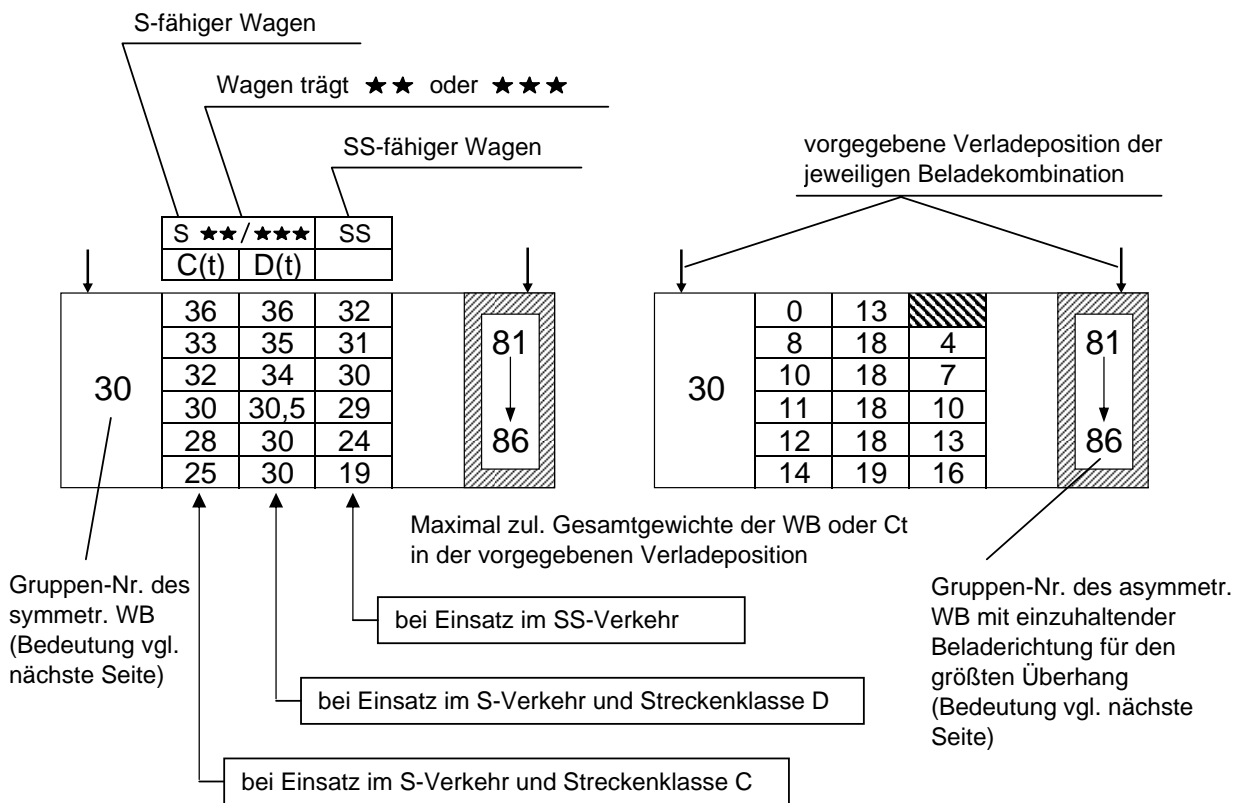 S-fähiger Wagen
Wagen trägt ★★ oder ★★★
SS-fähiger Wagen
vorgegebene Verladeposition der
jeweiligen Beladekombination
S ★★/★★★ SS
C(t) D(t)
30
36 36 32
33 35 31
32 34 30
30 30,5 29
28 30 24
25 30 19
81
86
30
0 13
8 18 4
10 18 7
11 18 10
12 18 13
14 19 16
81
86
Maximal zul. Gesamtgewichte der WB oder Ct
in der vorgegebenen Verladeposition
Gruppen-Nr. des
symmetr. WB
(Bedeutung vgl.
nächste Seite)
bei Einsatz im SS-Verkehr
bei Einsatz im S-Verkehr und Streckenklasse D
bei Einsatz im S-Verkehr und Streckenklasse C
Gruppen-Nr. des asymmetr.
WB mit einzuhaltender
Beladerichtung für den
größten Überhang
(Bedeutung vgl. nächste
Seite)